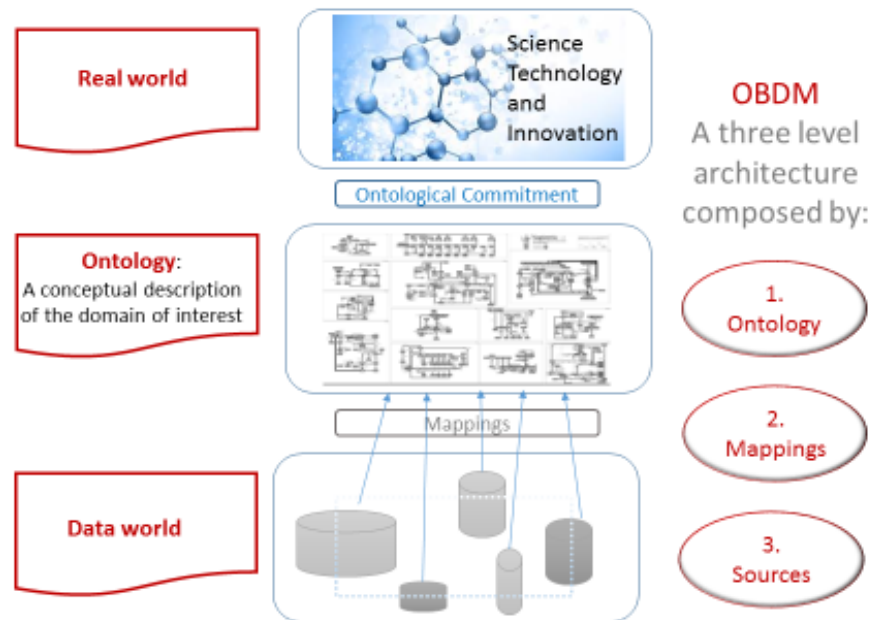 Real world
Science
Technology
and
Innovation
Ontological Commitment
Ontology:
A conceptual description
of the domain of interest
Mappings
Data world
OBDM
A three level
architecture
composed by:
1.
Ontology
2.
Mappings
3.
Sources